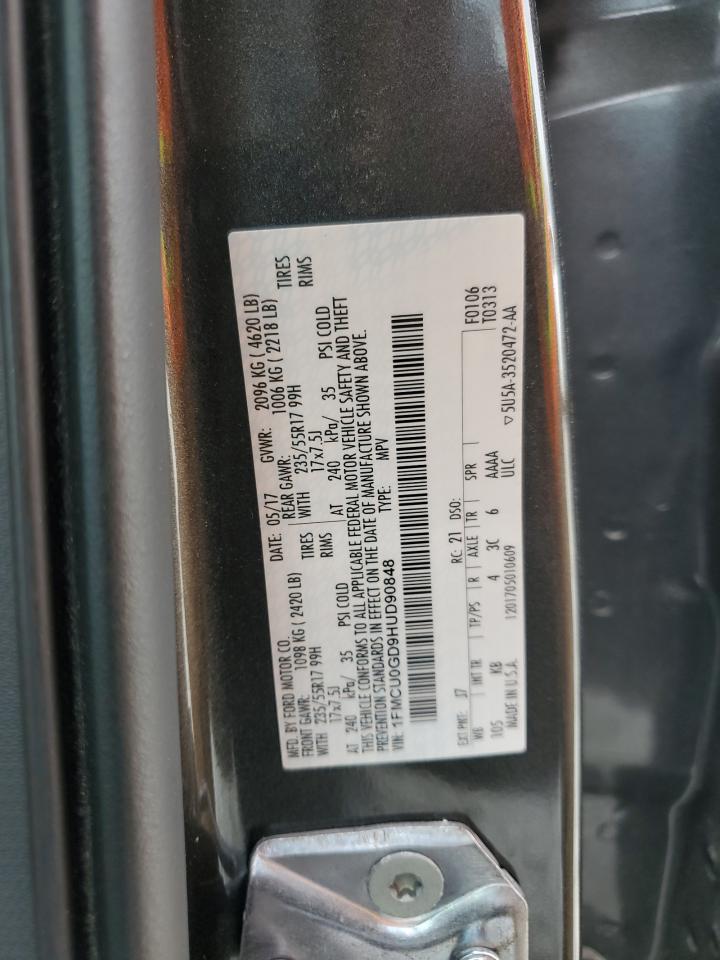 MFD. BY FORD MOTOR CO.
DATE: 05/17 GVWR: 2096 KG ( 4620 LB)
FRONT GAWR: 1098 KG ( 2420 LB) REAR GAWR: 1006 KG ( 2218 LB)
WITH 235/55R17 99H TIRES WITH 235/55R17 99H TIRES
17x7.5J RIMS 17x7.5J RIMS
AT 240 kPa/ 35 PSI COLD AT 240 kPa/ 35 PSI COLD
THIS VEHICLE CONFORMS TO ALL APPLICABLE FEDERAL MOTOR VEHICLE SAFETY AND THEFT
PREVENTION STANDARDS IN EFFECT ON THE DATE OF MANUFACTURE SHOWN ABOVE.
VIN: 1FMCU0GD9HUD90848 TYPE: MPV
EXT PNT: J7 RC: 21 DSO: F0106
WB INT TR TP/PS R AXLE TR SPR T0313
105 KB 4 3C 6 AAAA
MADE IN U.S.A. 1201705010609 ULC ▽5U5A-3520472-AA